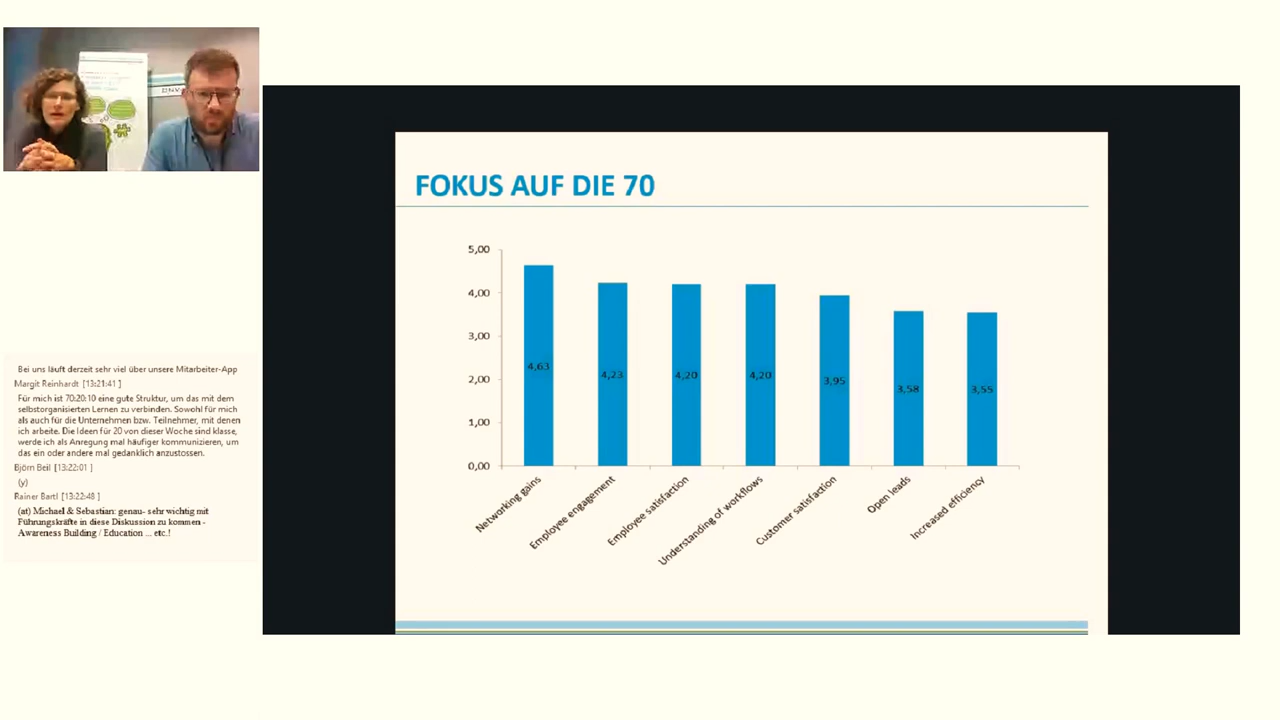 FOKUS AUF DIE 70
5,00
4,00
3,00
2,00
1,00
0,00
4,63
4,23
4,20
4,20
3,95
3,58
3,55
Networking gains
Employee engagement
Employee satisfaction
Understanding of workflows
Customer satisfaction
Open leads
Increased efficiency
Bei uns läuft derzeit sehr viel über unsere Mitarbeiter-App
Margit Reinhardt [13:21:41 ]
Für mich ist 70:20:10 eine gute Struktur, um das mit dem
selbstorganisierten Lernen zu verbinden. Sowohl für mich
als auch für die Unternehmen bzw. Teilnehmer, mit denen
ich arbeite. Die Ideen für 20 von dieser Woche sind klasse,
werde ich als Anregung mal häufiger kommunizieren, um
das ein oder andere mal gedanklich anzustossen.
Björn Beil [13:22:01 ]
(y)
Rainer Bartl [13:22:48 ]
(at) Michael & Sebastian: genau- sehr wichtig mit
Führungskräfte in diese Diskussion zu kommen -
Awareness Building / Education ... etc.!